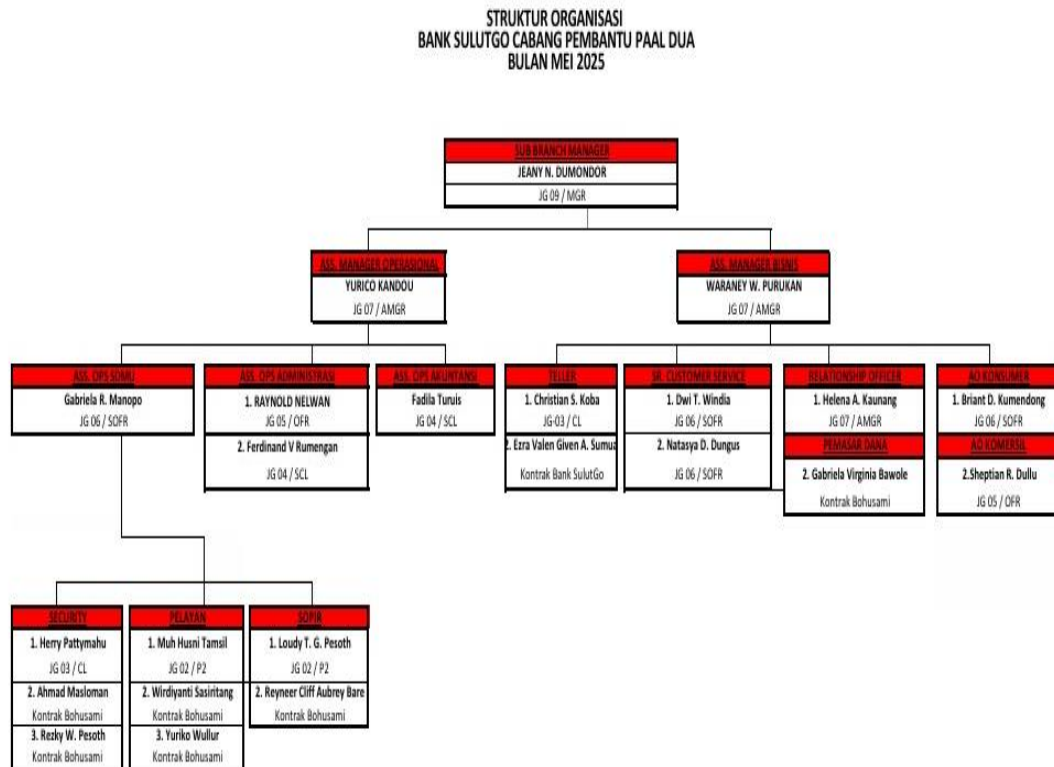 STRUKTUR ORGANISASI
BANK SULUTGO CABANG PEMBANTU PAAL DUA
BULAN MEI 2025
SUB BRANCH MANAGER
JEANY N. DUMONDOR
JG 09 / MGR
ASS. MANAGER OPERASIONAL
YURICO KANDOU
JG 07 / AMGR
ASS. MANAGER BISNIS
WARANEY W. PURUKAN
JG 07 / AMGR
ASS. OPS SDMU
Gabriela R. Manopo
JG 06 / SOFR
ASS. OPS ADMINISTRASI
1. RAYNOLD NELWAN
JG 05 / OFR
2. Ferdinand V Rumengan
JG 04 / SCL
ASS. OPS AKUNTANSI
Fadila Turuis
JG 04 / SCL
TELLER
1. Christian S. Koba
JG-03 / CL
2. Ezra Valen Given A. Sumua
Kontrak Bank SulutGo
SR. CUSTOMER SERVICE
1. Dwi T. Windia
JG 06 / SOFR
2. Natasya D. Dungus
JG 06 / SOFR
RELATIONSHIP OFFICER
1. Helena A. Kaunang
JG 07 / AMGR
PEMASAR DANA
2. Gabriela Virginia Bawole
Kontrak Bohusami
AO KONSUMER
1. Briant D. Kumendong
JG 06 / SOFR
AO KOMERSIL
2.Sheptian R. Dullu
JG 05 / OFR
SECURITY
1. Herry Pattymahu
JG 03 / CL
2. Ahmad Masloman
Kontrak Bohusami
3. Rezky W. Pesoth
Kontrak Bohusami
PELAYAN
1. Muh Husni Tamsil
JG 02 / P2
2. Wirdiyanti Sasiritang
Kontrak Bohusami
3. Yuriko Wullur
Kontrak Bohusami
SOPIR
1. Loudy T. G. Pesoth
JG 02 / P2
2. Reyneer Cliff Aubrey Bare
Kontrak Bohusami